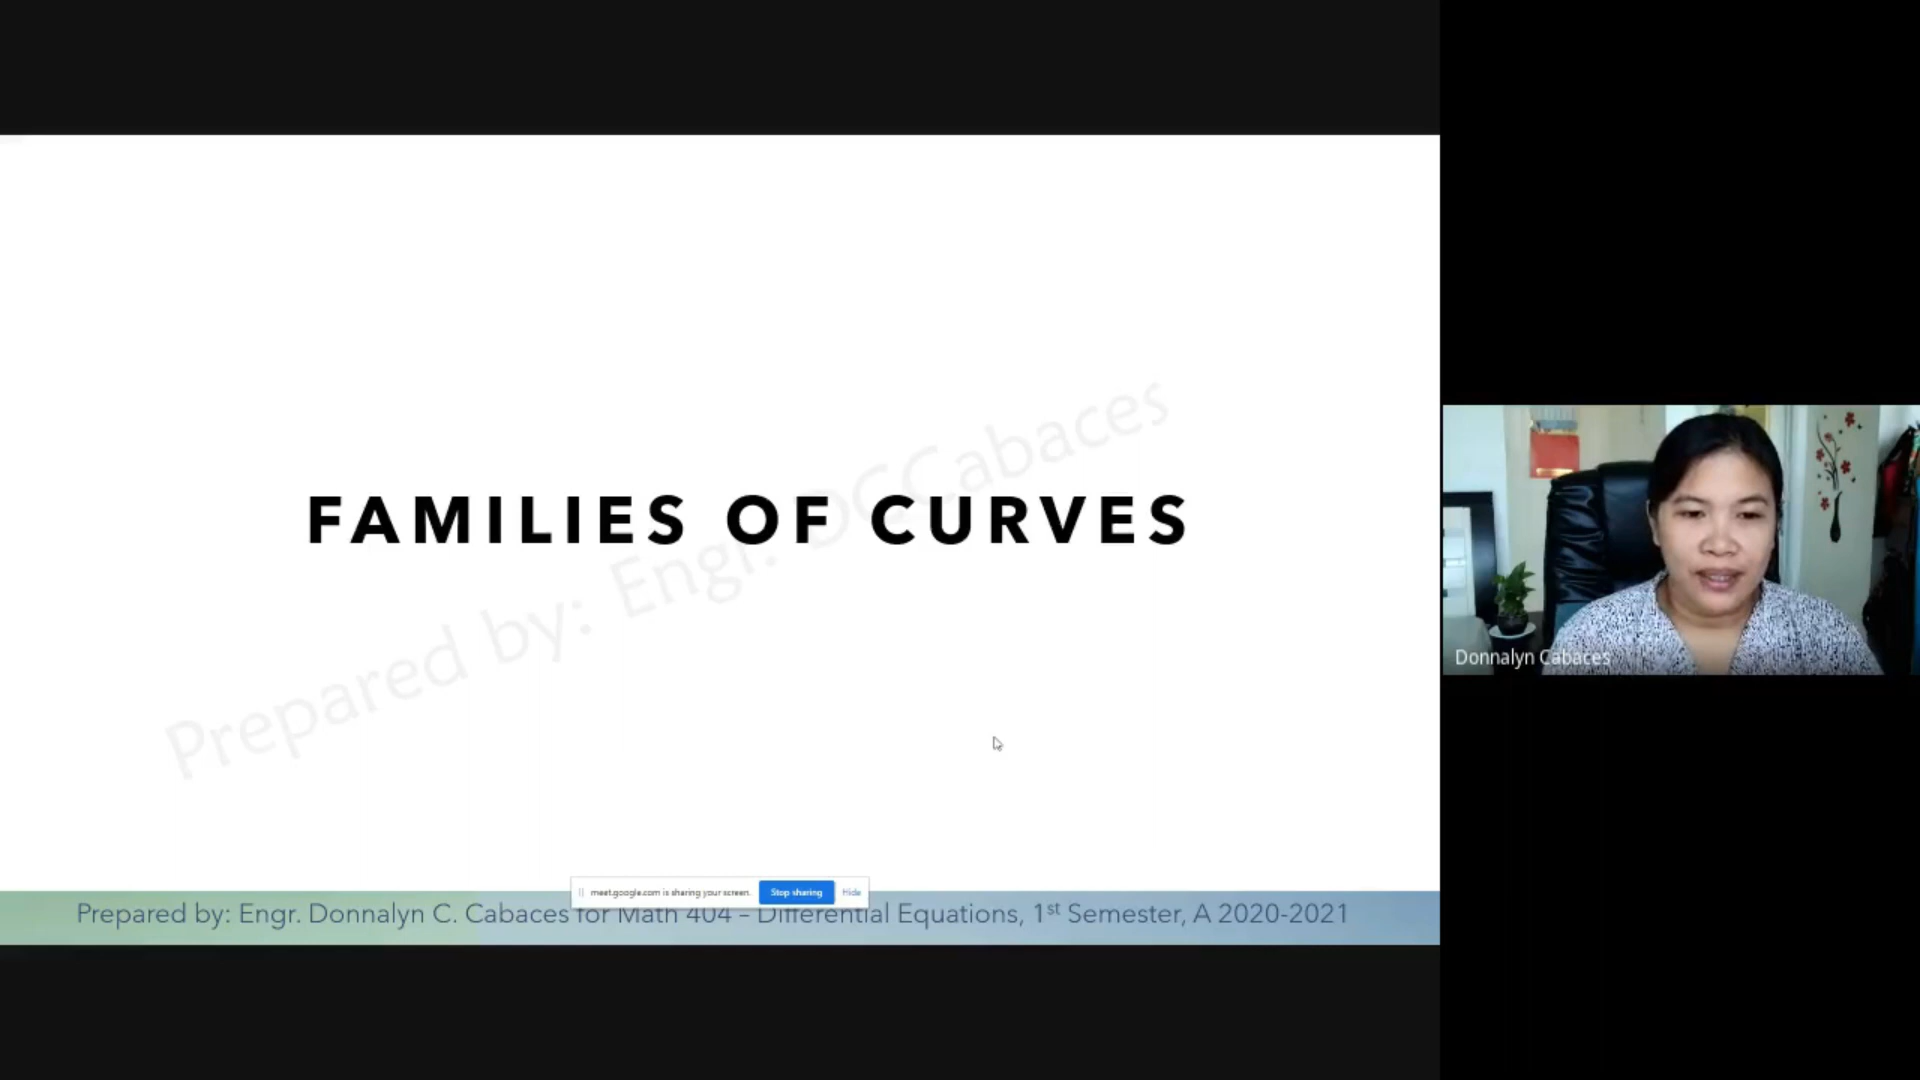 FAMILIES OF CURVES
Prepared by: Engr. DCCabaces
Donnalyn Cabaces
meet.google.com is sharing your screen.
Stop sharing
Hide
Prepared by: Engr. Donnalyn C. Cabaces for Math 404 – Differential Equations, 1st Semester, A 2020-2021